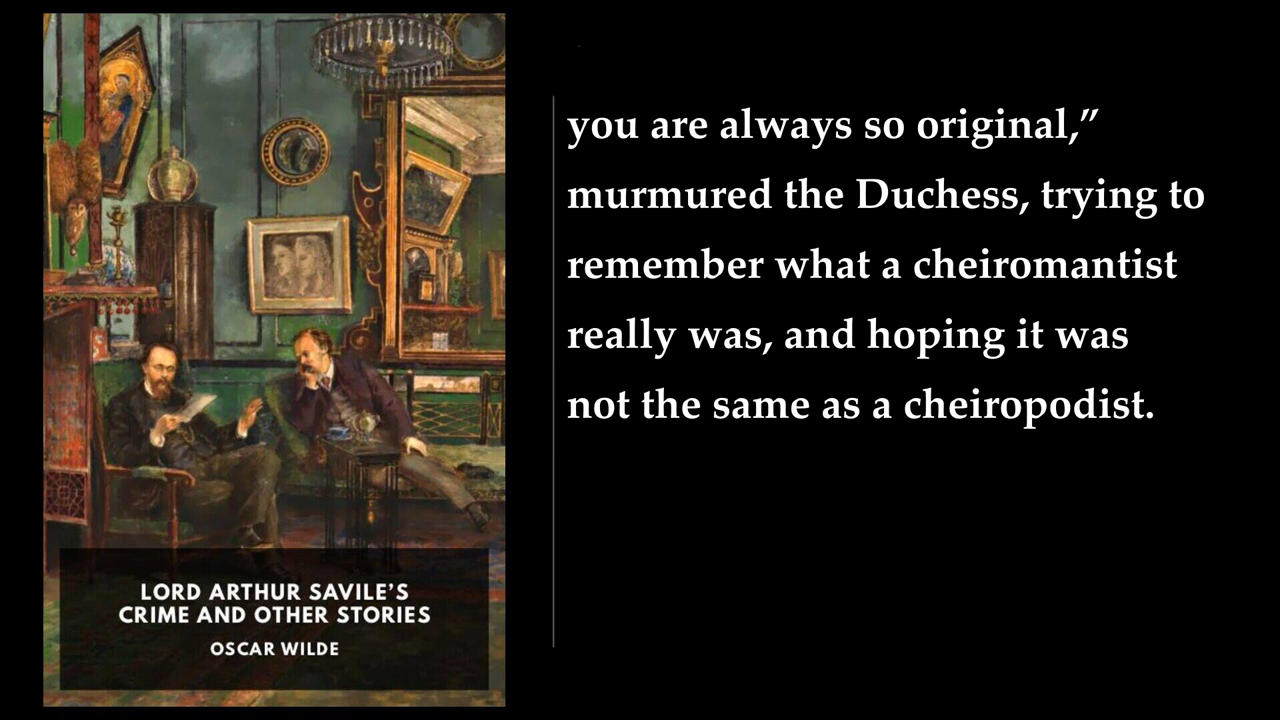 LORD ARTHUR SAVILE’S
CRIME AND OTHER STORIES
OSCAR WILDE
you are always so original,”
murmured the Duchess, trying to
remember what a cheiromantist
really was, and hoping it was
not the same as a cheiropodist.